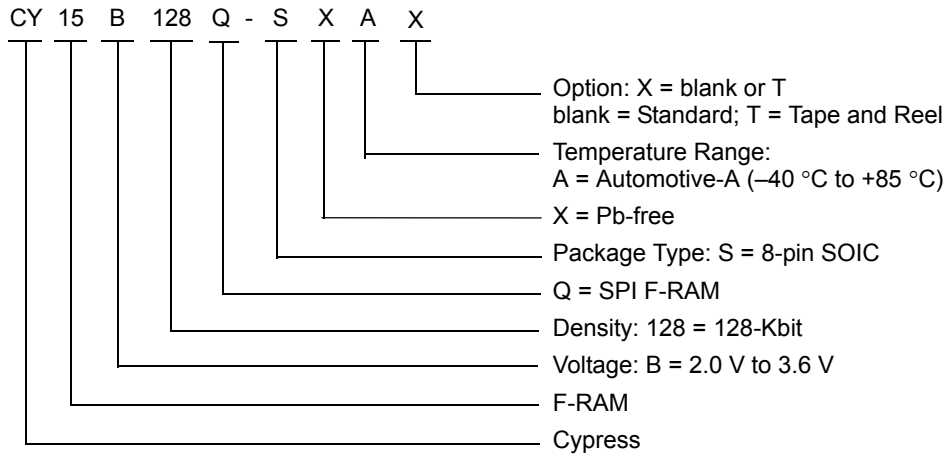 CY 15 B 128 Q - S X A X
Option: X = blank or T
blank = Standard; T = Tape and Reel
Temperature Range:
A = Automotive-A (–40 °C to +85 °C)
X = Pb-free
Package Type: S = 8-pin SOIC
Q = SPI F-RAM
Density: 128 = 128-Kbit
Voltage: B = 2.0 V to 3.6 V
F-RAM
Cypress